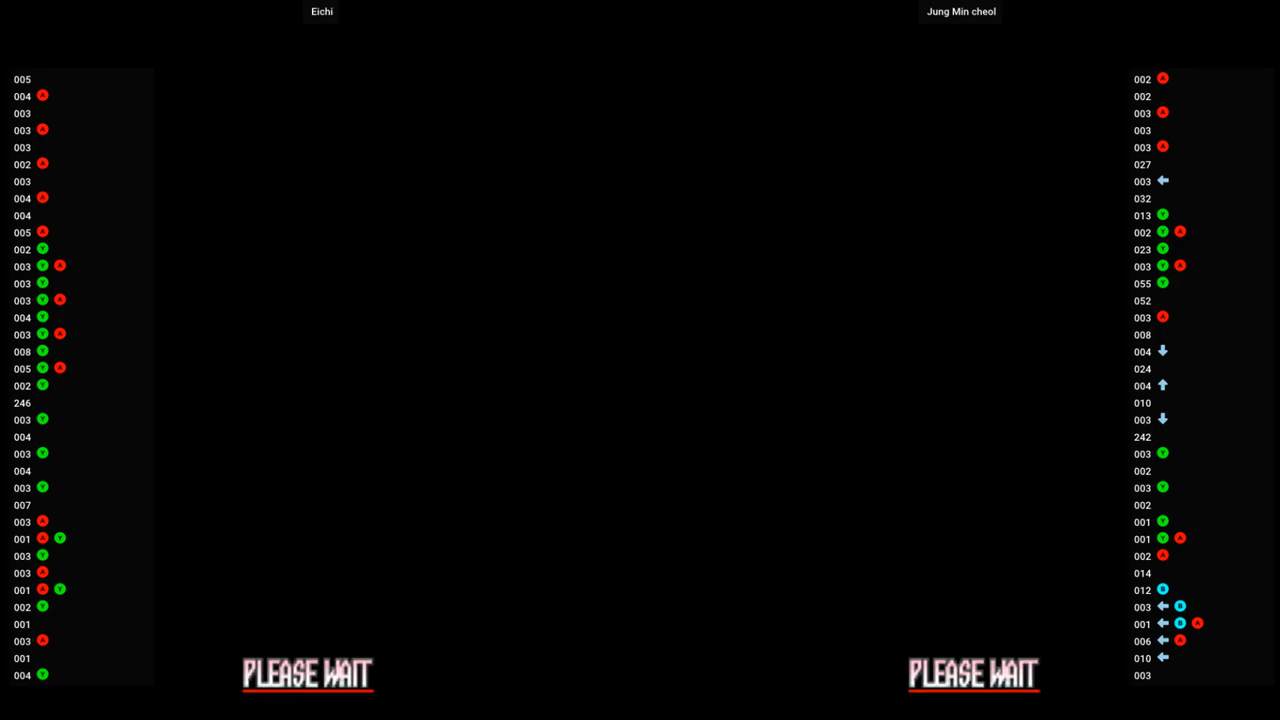 Eichi
Jung Min cheol
005
004 A
003
003 A
003
002 A
003
004 A
004
005 A
002 Y
003 Y A
003 Y
003 Y A
004 Y
003 Y A
008 Y
005 Y A
002 Y
246
003 Y
004
003 Y
004
003 Y
007
003 A
001 A Y
003 Y
003 A
001 A Y
002 Y
001
003 A
001
004 Y
002 A
002
003 A
003
003 A
027
003
032
013 Y
002 Y A
023 Y
003 Y A
055 Y
052
003 A
008
004
024
004
010
003
242
003 Y
002
003 Y
002
001 Y
001 Y A
002 A
014
012 B
003 B
001 B A
006 A
010
003
PLEASE WAIT
PLEASE WAIT